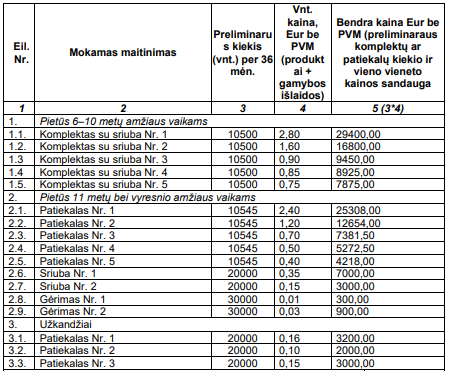 Eil. Nr. | Mokamas maitinimas | Preliminarus kiekis (vnt.) per 36 mėn. | Vnt. kaina, Eur be PVM (produktai + gamybos išlaidos) | Bendra kaina Eur be PVM (preliminaraus komplektų ar patiekalų kiekio ir vieno vieneto kainos sandauga
1 | 2 | 3 | 4 | 5 (3*4)
1. | Pietūs 6–10 metų amžiaus vaikams
1.1. | Komplektas su sriuba Nr. 1 | 10500 | 2,80 | 29400,00
1.2. | Komplektas su sriuba Nr. 2 | 10500 | 1,60 | 16800,00
1.3 | Komplektas su sriuba Nr. 3 | 10500 | 0,90 | 9450,00
1.4 | Komplektas su sriuba Nr. 4 | 10500 | 0,85 | 8925,00
1.5. | Komplektas su sriuba Nr. 5 | 10500 | 0,75 | 7875,00
2. | Pietūs 11 metų bei vyresnio amžiaus vaikams
2.1. | Patiekalas Nr. 1 | 10545 | 2,40 | 25308,00
2.2. | Patiekalas Nr. 2 | 10545 | 1,20 | 12654,00
2.3. | Patiekalas Nr. 3 | 10545 | 0,70 | 7381,50
2.4. | Patiekalas Nr. 4 | 10545 | 0,50 | 5272,50
2.5. | Patiekalas Nr. 5 | 10545 | 0,40 | 4218,00
2.6. | Sriuba Nr. 1 | 20000 | 0,35 | 7000,00
2.7. | Sriuba Nr. 2 | 20000 | 0,15 | 3000,00
2.8. | Gėrimas Nr. 1 | 30000 | 0,01 | 300,00
2.9. | Gėrimas Nr. 2 | 30000 | 0,03 | 900,00
3. | Užkandžiai
3.1. | Patiekalas Nr. 1 | 20000 | 0,16 | 3200,00
3.2. | Patiekalas Nr. 2 | 20000 | 0,10 | 2000,00
3.3. | Patiekalas Nr. 3 | 20000 | 0,15 | 3000,00